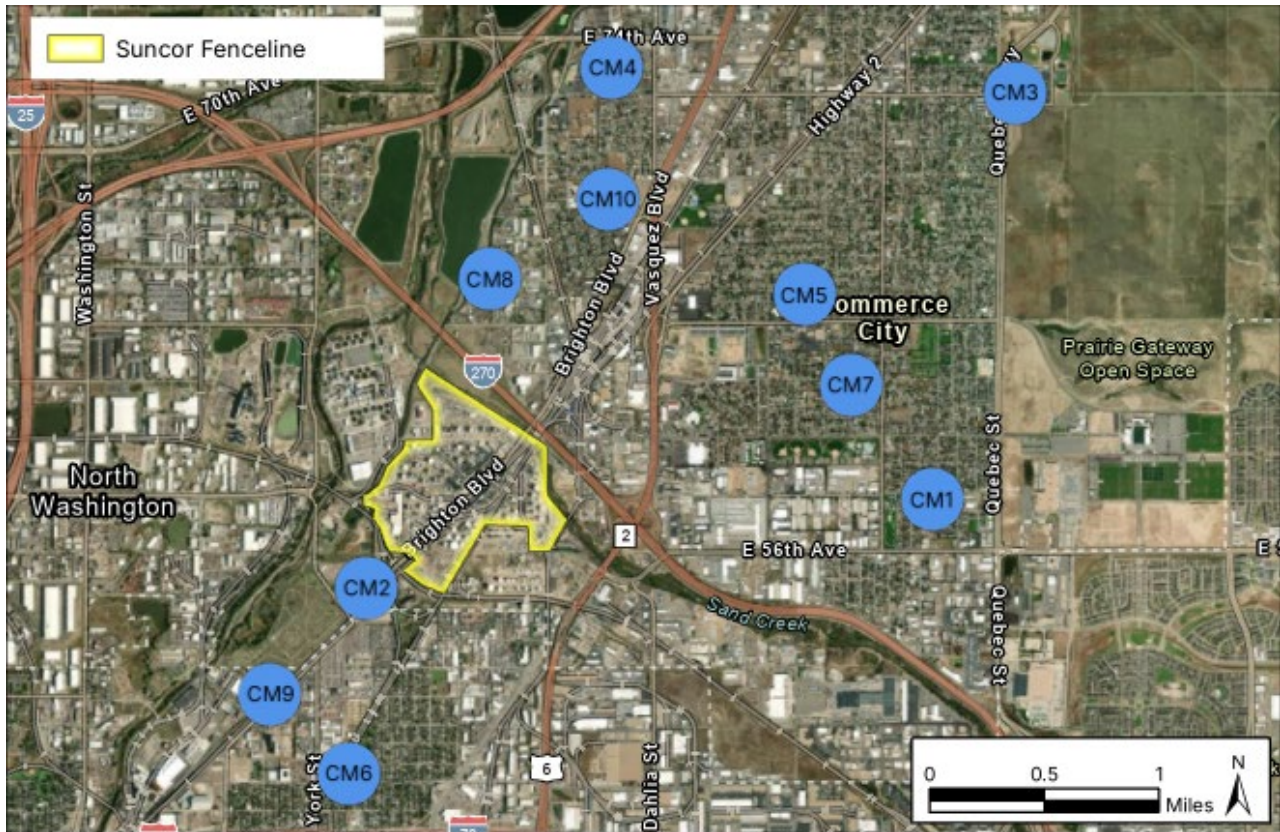 Suncor Fenceline
E 74th Ave
CM4
Highway 2
CM3
25
E 70th Ave
Quebec
CM10
Washington St
Vasquez Blvd
CM8
Brighton Blvd
CM5
Commerce
City
270
Prairie Gateway
Open Space
CM7
North
Washington
Brighton Blvd
Quebec St
CM1
2
E 56th Ave
E
CM2
Sand Creek
Quebec St
CM9
CM6
York St
6
Dahlia St
0 0.5 1
Miles
N